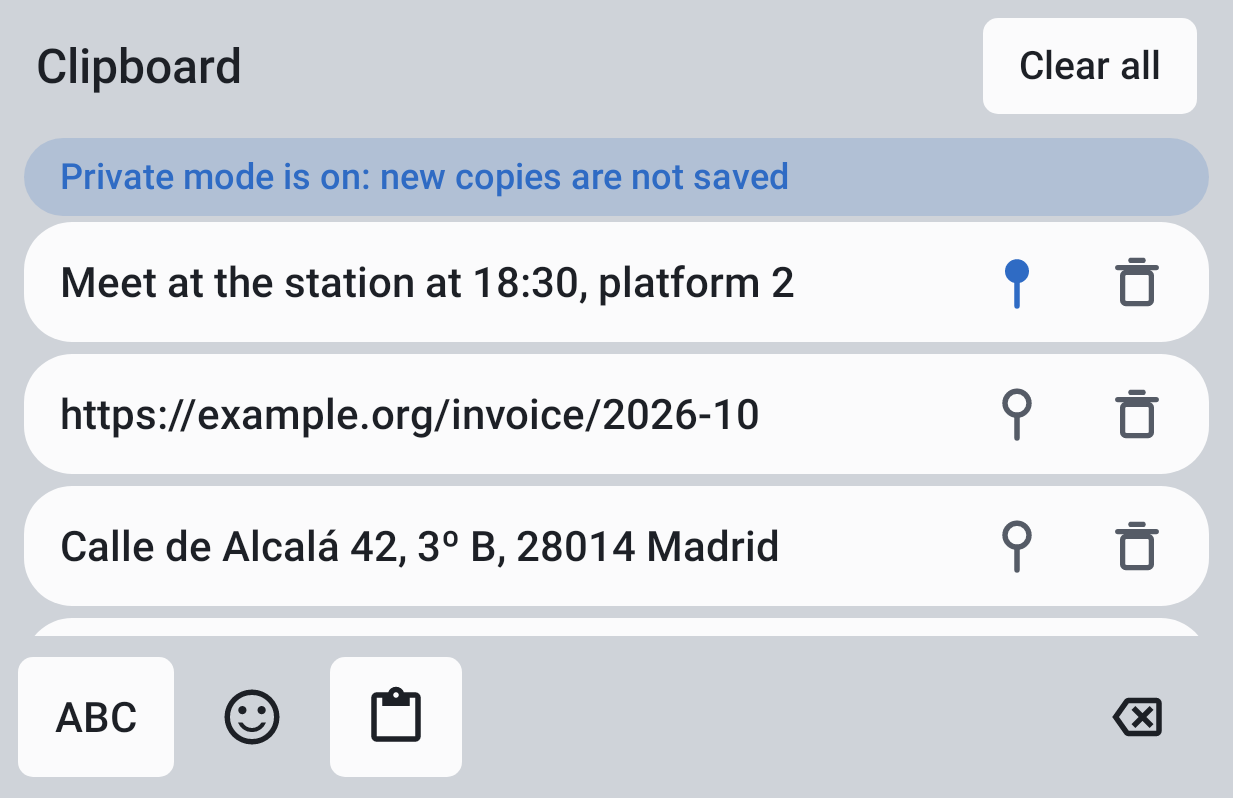 Clipboard
Clear all
Private mode is on: new copies are not saved
Meet at the station at 18:30, platform 2
https://example.org/invoice/2026-10
Calle de Alcalá 42, 3º B, 28014 Madrid
ABC